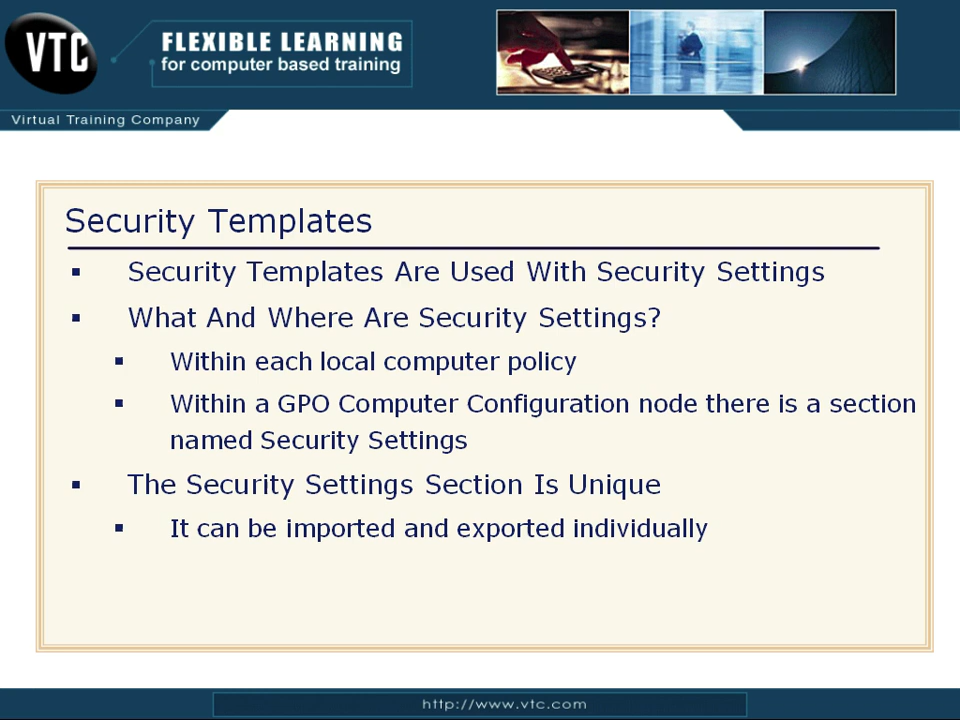 VTC
FLEXIBLE LEARNING
for computer based training
Virtual Training Company
Security Templates
▪ Security Templates Are Used With Security Settings
▪ What And Where Are Security Settings?
▪ Within each local computer policy
▪ Within a GPO Computer Configuration node there is a section
named Security Settings
▪ The Security Settings Section Is Unique
▪ It can be imported and exported individually
http://www.vtc.com